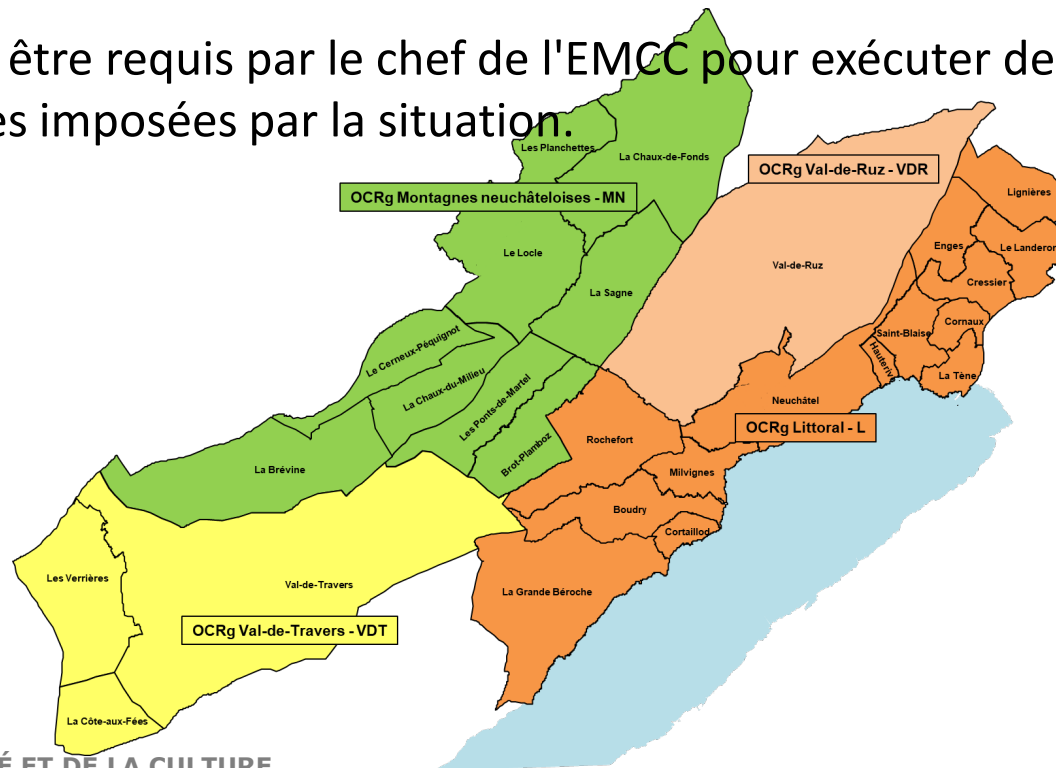 être requis par le chef de l'EMCC pour exécuter de
es imposées par la situation.
Les Planchettes
La Chaux-de-Fonds
OCRg Val-de-Ruz - VDR
OCRg Montagnes neuchâteloises - MN
Lignières
Enges
Le Landeron
Le Locle
Val-de-Ruz
Cressier
La Sagne
Cornaux
Saint-Blaise
Le Cerneux-Péquignot
Hauterive
La Tène
La Chaux-du-Milieu
Les Ponts-de-Martel
Neuchâtel
OCRg Littoral - L
Rochefort
Brot-Plamboz
La Brévine
Milvignes
Boudry
Cortaillod
Les Verrières
Val-de-Travers
La Grande Béroche
OCRg Val-de-Travers - VDT
La Côte-aux-Fées
É ET DE LA CULTURE